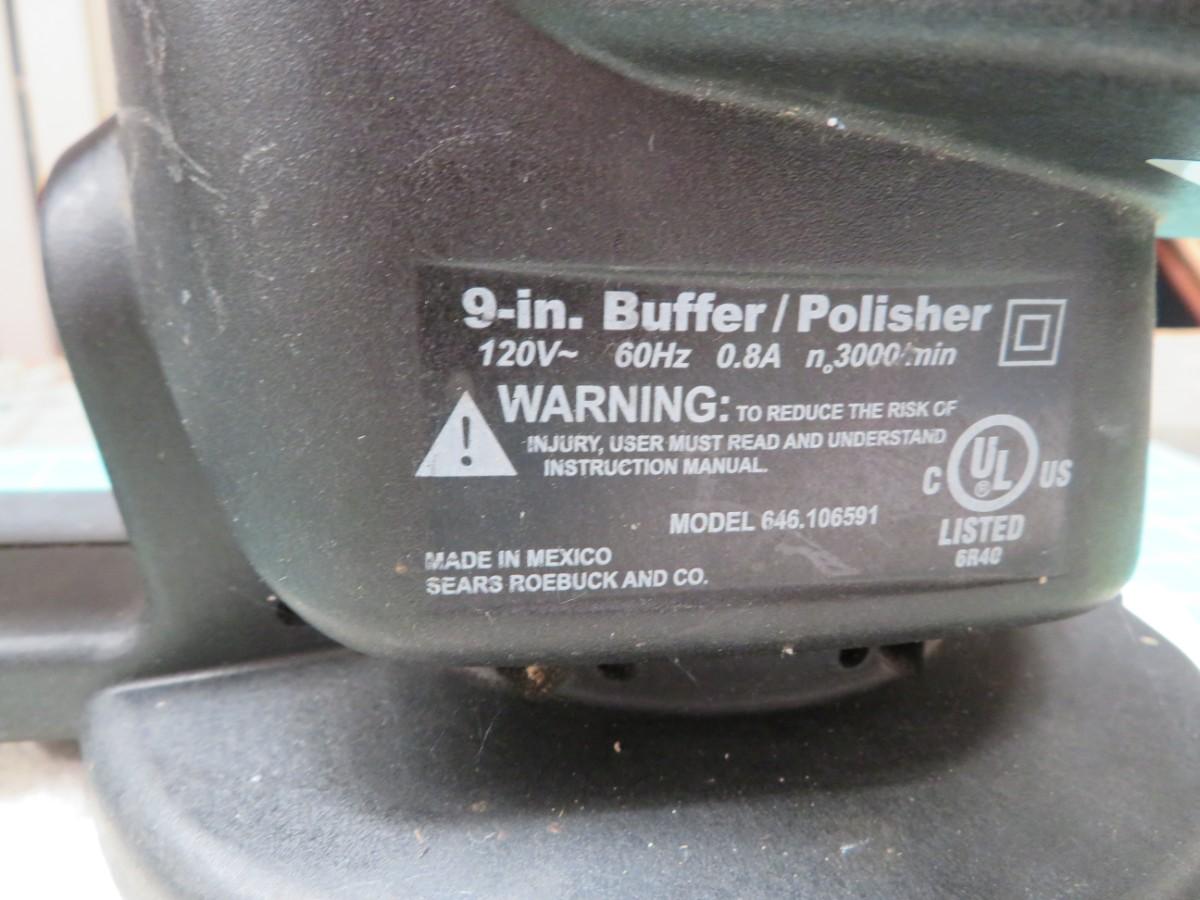 9-in. Buffer/Polisher
120V~ 60Hz 0.8A n₀3000/min
WARNING: TO REDUCE THE RISK OF
INJURY, USER MUST READ AND UNDERSTAND
INSTRUCTION MANUAL.
C UL® US
LISTED
6R40
MODEL 646.106591
MADE IN MEXICO
SEARS ROEBUCK AND CO.